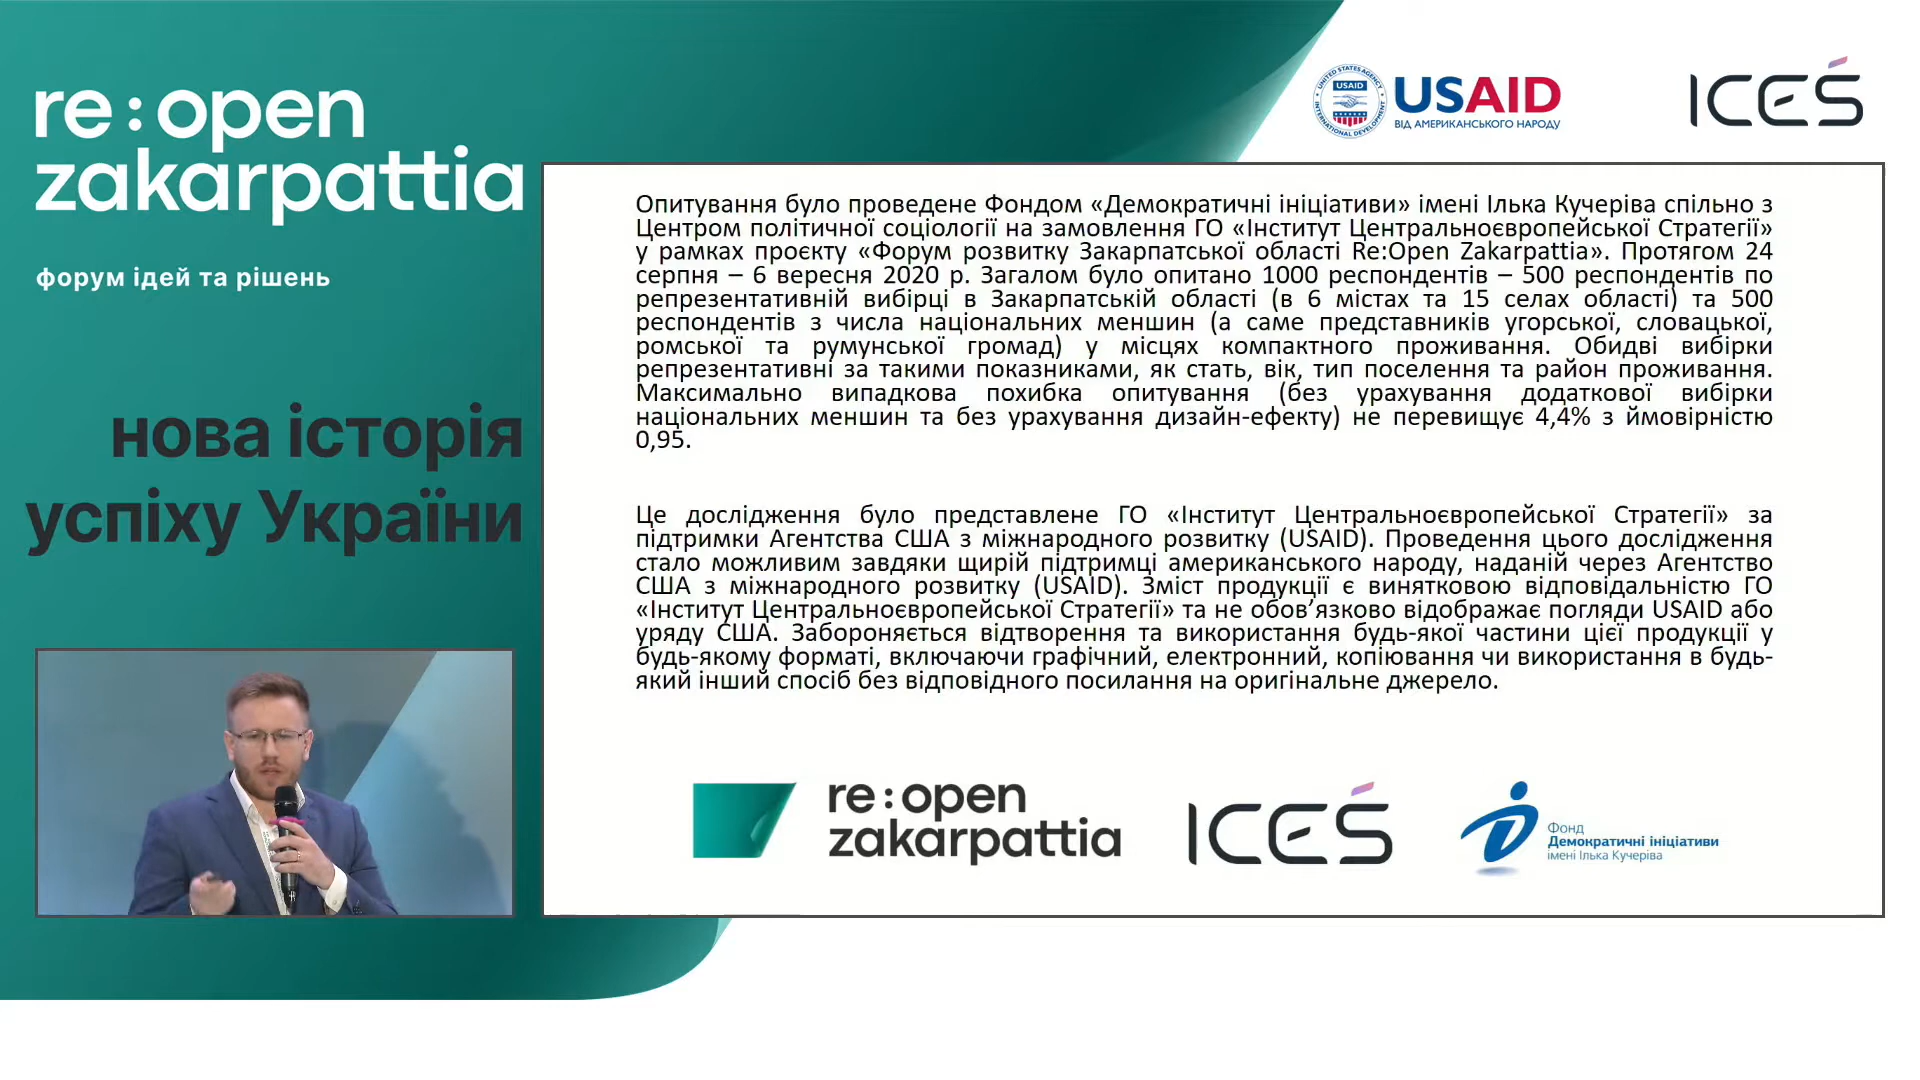 re:open
zakarpattia
форум ідей та рішень
нова історія
успіху України
UNITED STATES AGENCY
USAID
INTERNATIONAL DEVELOPMENT
USAID
ВІД АМЕРИКАНСЬКОГО НАРОДУ
ICEŚ
Опитування було проведене Фондом «Демократичні ініціативи» імені Ілька Кучеріва спільно з
Центром політичної соціології на замовлення ГО «Інститут Центральноєвропейської Стратегії»
у рамках проєкту «Форум розвитку Закарпатської області Re:Open Zakarpattia». Протягом 24
серпня – 6 вересня 2020 р. Загалом було опитано 1000 респондентів – 500 респондентів по
репрезентативній вибірці в Закарпатській області (в 6 містах та 15 селах області) та 500
респондентів з числа національних меншин (а саме представників угорської, словацької,
ромської та румунської громад) у місцях компактного проживання. Обидві вибірки
репрезентативні за такими показниками, як стать, вік, тип поселення та район проживання.
Максимально випадкова похибка опитування (без урахування додаткової вибірки
національних меншин та без урахування дизайн-ефекту) не перевищує 4,4% з ймовірністю
0,95.
Це дослідження було представлене ГО «Інститут Центральноєвропейської Стратегії» за
підтримки Агентства США з міжнародного розвитку (USAID). Проведення цього дослідження
стало можливим завдяки щирій підтримці американського народу, наданій через Агентство
США з міжнародного розвитку (USAID). Зміст продукції є винятковою відповідальністю ГО
«Інститут Центральноєвропейської Стратегії» та не обов’язково відображає погляди USAID або
уряду США. Забороняється відтворення та використання будь-якої частини цієї продукції у
будь-якому форматі, включаючи графічний, електронний, копіювання чи використання в будь-
який інший спосіб без відповідного посилання на оригінальне джерело.
re:open
zakarpattia
ICEŚ
Фонд
Демократичні ініціативи
імені Ілька Кучеріва